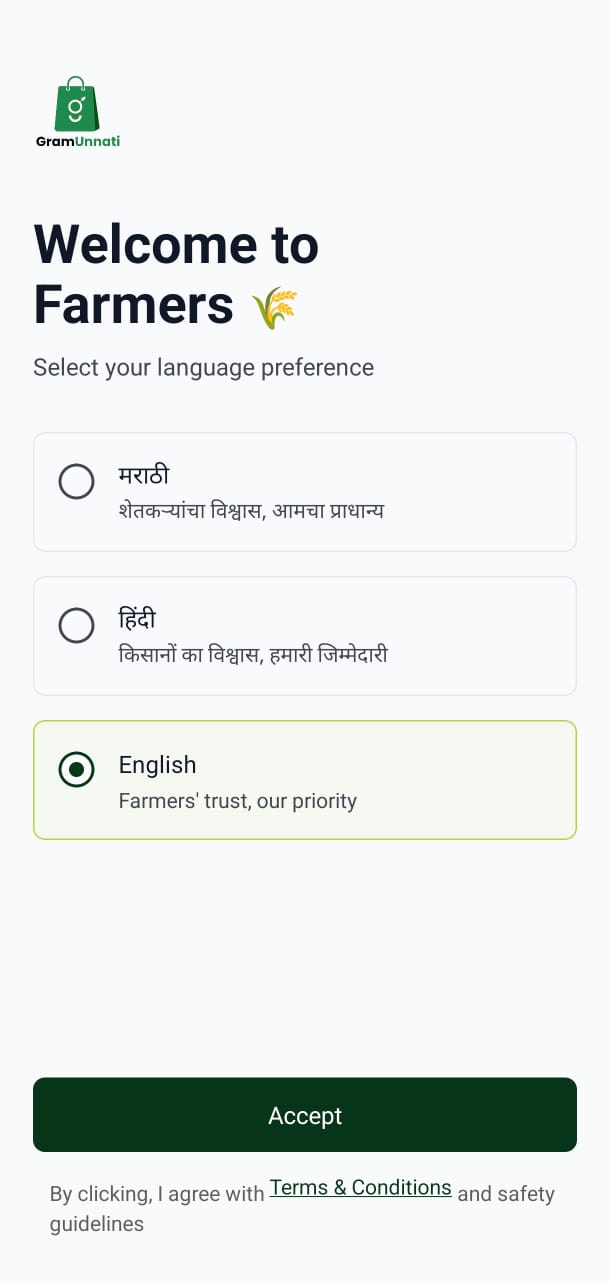 GramUnnati
Welcome to
Farmers 🌾
Select your language preference
मराठी
शेतकऱ्यांचा विश्वास, आमचा प्राधान्य
हिंदी
किसानों का विश्वास, हमारी जिम्मेदारी
English
Farmers' trust, our priority
Accept
By clicking, I agree with Terms & Conditions and safety
guidelines